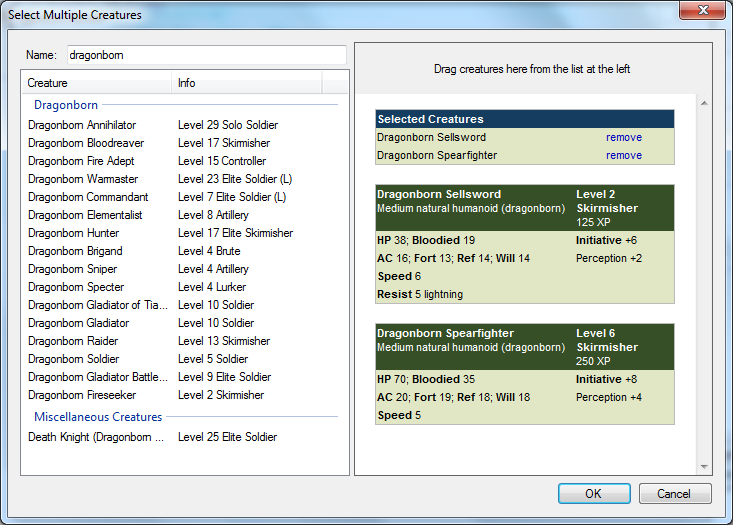 Select Multiple Creatures
Name: dragonborn
Creature Info
Dragonborn
Dragonborn Annihilator Level 29 Solo Soldier
Dragonborn Bloodreaver Level 17 Skirmisher
Dragonborn Fire Adept Level 15 Controller
Dragonborn Warmaster Level 23 Elite Soldier (L)
Dragonborn Commandant Level 7 Elite Soldier (L)
Dragonborn Elementalist Level 8 Artillery
Dragonborn Hunter Level 17 Elite Skirmisher
Dragonborn Brigand Level 4 Brute
Dragonborn Sniper Level 4 Artillery
Dragonborn Specter Level 4 Lurker
Dragonborn Gladiator of Tia... Level 10 Soldier
Dragonborn Gladiator Level 10 Soldier
Dragonborn Raider Level 13 Skirmisher
Dragonborn Soldier Level 5 Soldier
Dragonborn Gladiator Battle... Level 9 Elite Soldier
Dragonborn Fireseeker Level 2 Skirmisher
Miscellaneous Creatures
Death Knight (Dragonborn ... Level 25 Elite Soldier
Drag creatures here from the list at the left
Selected Creatures
Dragonborn Sellsword remove
Dragonborn Spearfighter remove
Dragonborn Sellsword Level 2
Medium natural humanoid (dragonborn) Skirmisher
125 XP
HP 38; Bloodied 19 Initiative +6
AC 16; Fort 13; Ref 14; Will 14 Perception +2
Speed 6
Resist 5 lightning
Dragonborn Spearfighter Level 6
Medium natural humanoid (dragonborn) Skirmisher
250 XP
HP 70; Bloodied 35 Initiative +8
AC 20; Fort 19; Ref 18; Will 18 Perception +4
Speed 5
OK Cancel